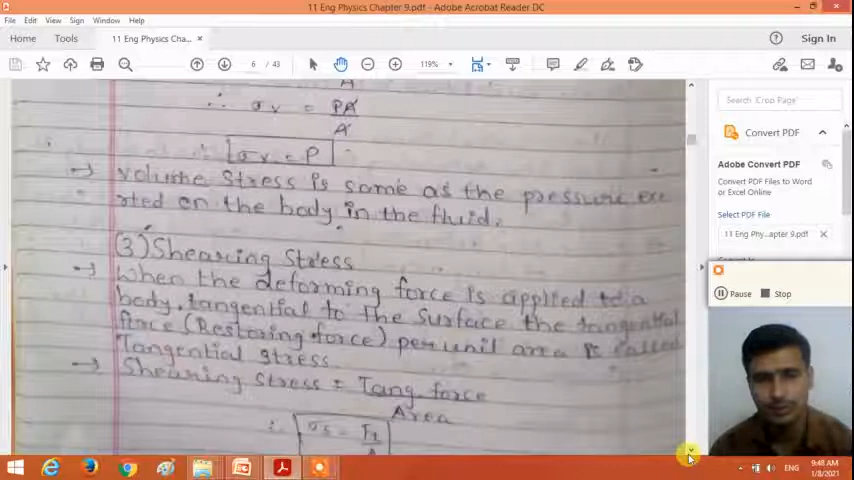 11 Eng Physics Chapter 9.pdf - Adobe Acrobat Reader DC
File Edit View Sign Window Help
Home Tools 11 Eng Physics Cha... × Sign In
6 / 43 119%
∴ σv = PA
A
∴ σv = P
→ volume stress is same as the pressure exe
rted on the body in the fluid.
(3) Shearing Stress
→ When the deforming force is applied to a
body, tangential to the surface the tangential
force (Restoring force) per unit area is called
Tangential stress.
→ Shearing stress = Tang. force
Area
Search 'Crop Page'
Convert PDF
Adobe Convert PDF
Convert PDF Files to Word
or Excel Online
Select PDF File
11 Eng Phy...apter 9.pdf ×
Pause Stop
ENG
9:48 AM
1/8/2021